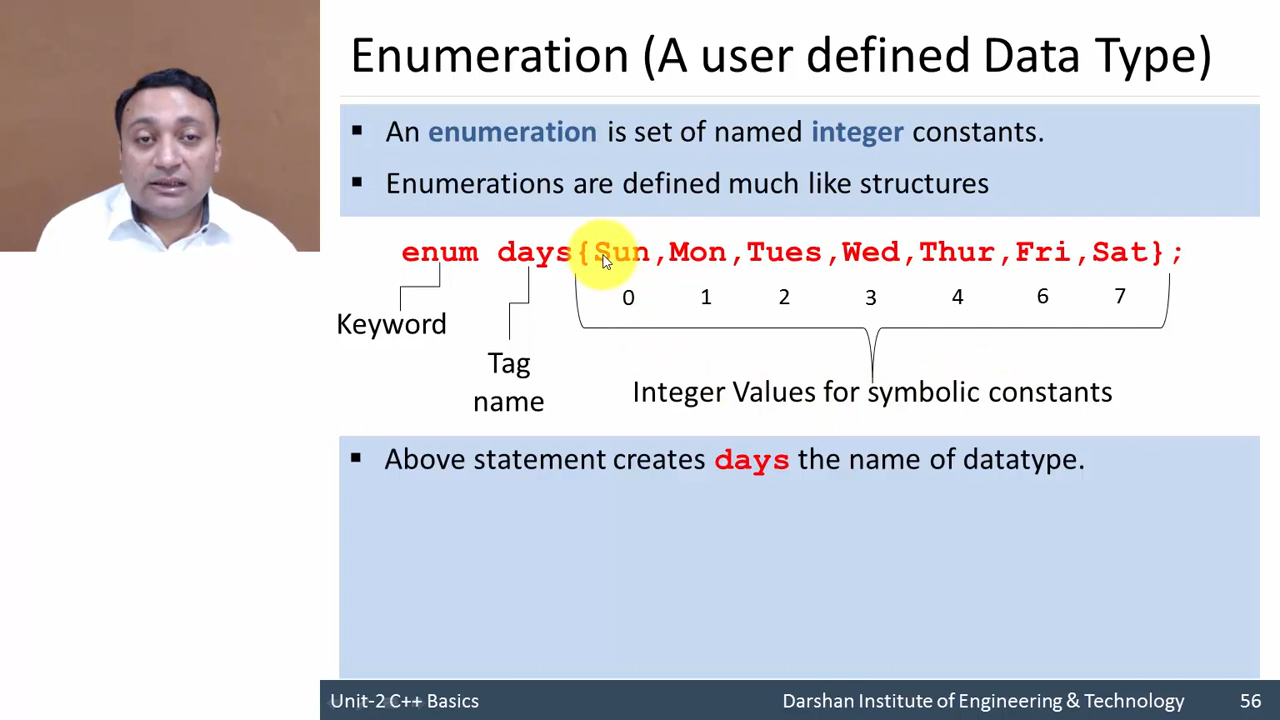 Enumeration (A user defined Data Type)
▪ An enumeration is set of named integer constants.
▪ Enumerations are defined much like structures
enum days{Sun,Mon,Tues,Wed,Thur,Fri,Sat};
0 1 2 3 4 6 7
Keyword
Tag
name
Integer Values for symbolic constants
▪ Above statement creates days the name of datatype.
Unit-2 C++ Basics Darshan Institute of Engineering & Technology 56